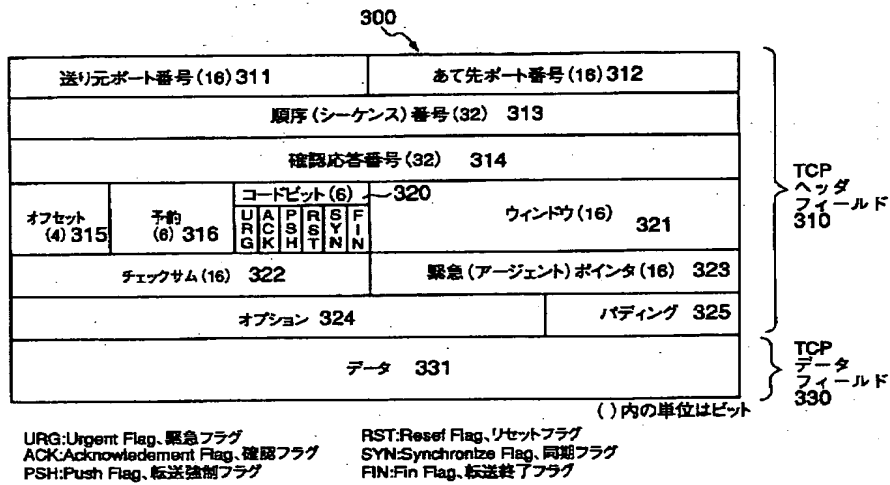 300
送り元ポート番号(16)311
あて先ポート番号(16)312
順序(シーケンス)番号(32) 313
確認応答番号(32) 314
オフセット
(4)315
予約
(6)316
コードビット(6)
320
URG
ACK
PSH
RST
SYN
FIN
ウィンドウ(16)
321
チェックサム(16) 322
緊急(アージェント)ポインタ(16) 323
オプション 324
パディング 325
データ 331
TCP
ヘッダ
フィールド
310
TCP
データ
フィールド
330
( )内の単位はビット
URG:Urgent Flag、緊急フラグ
ACK:Acknowledement Flag、確認フラグ
PSH:Push Flag、転送強制フラグ
RST:Reset Flag、リセットフラグ
SYN:Synchronize Flag、同期フラグ
FIN:Fin Flag、転送終了フラグ